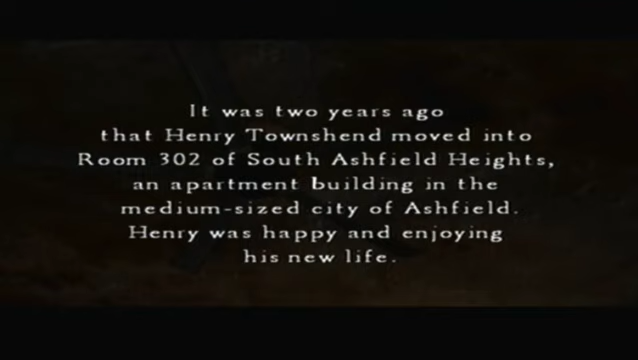 It was two years ago
that Henry Townshend moved into
Room 302 of South Ashfield Heights,
an apartment building in the
medium-sized city of Ashfield.
Henry was happy and enjoying
his new life.